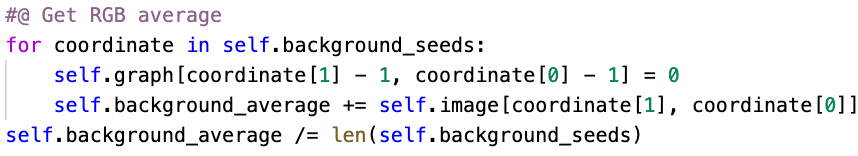 #@ Get RGB average
for coordinate in self.background_seeds:
    self.graph[coordinate[1] - 1, coordinate[0] - 1] = 0
    self.background_average += self.image[coordinate[1], coordinate[0]]
self.background_average /= len(self.background_seeds)